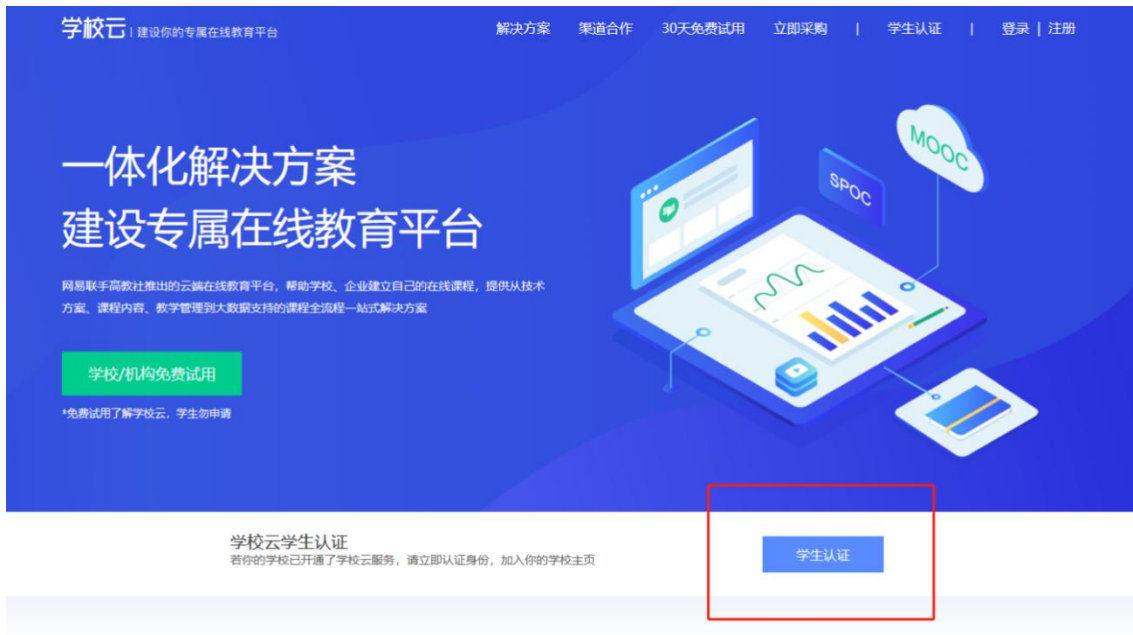 学校云 | 建设你的专属在线教育平台
解决方案 渠道合作 30天免费试用 立即采购 | 学生认证 | 登录 | 注册
一体化解决方案
建设专属在线教育平台
网易联手高教社推出的云端在线教育平台，帮助学校、企业建立自己的在线课程，提供从技术
方案、课程内容、教学管理到大数据支持的课程全流程一站式解决方案
学校/机构免费试用
*免费试用了解学校云，学生勿申请
MOOC
SPOC
学校云学生认证
若你的学校已开通了学校云服务，请立即认证身份，加入你的学校主页
学生认证